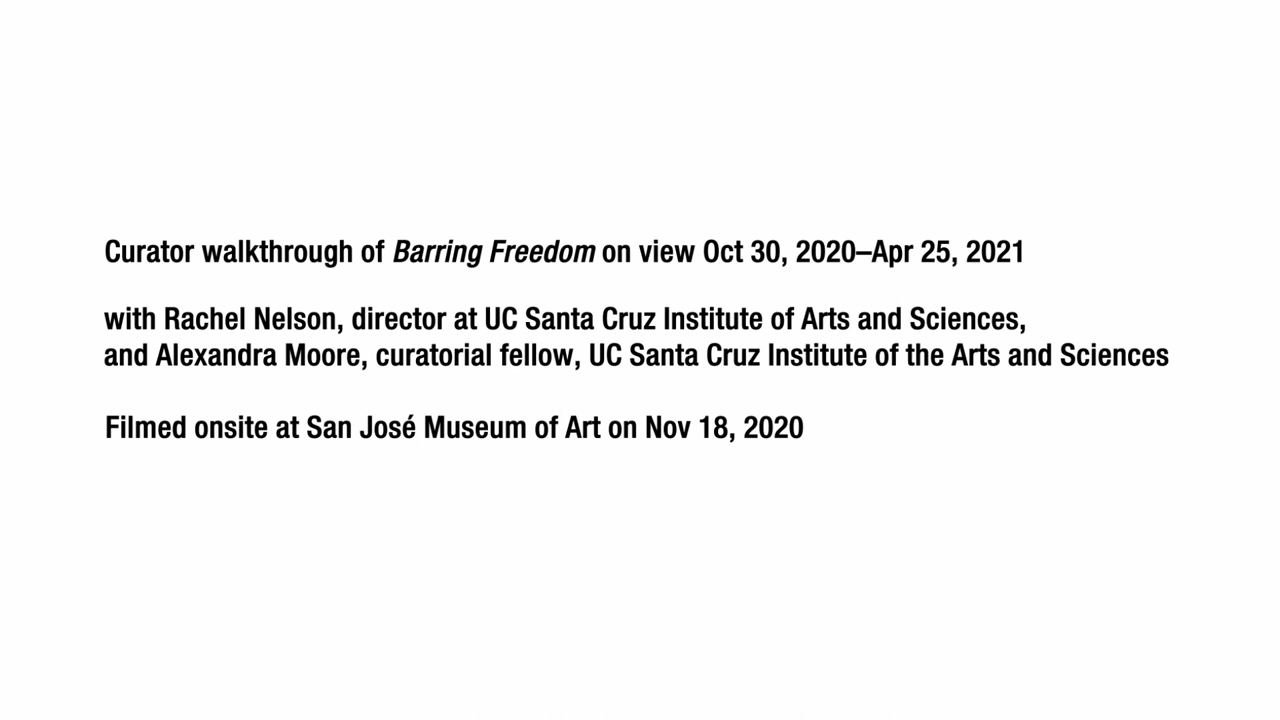 Curator walkthrough of Barring Freedom on view Oct 30, 2020–Apr 25, 2021
with Rachel Nelson, director at UC Santa Cruz Institute of Arts and Sciences,
and Alexandra Moore, curatorial fellow, UC Santa Cruz Institute of the Arts and Sciences
Filmed onsite at San José Museum of Art on Nov 18, 2020